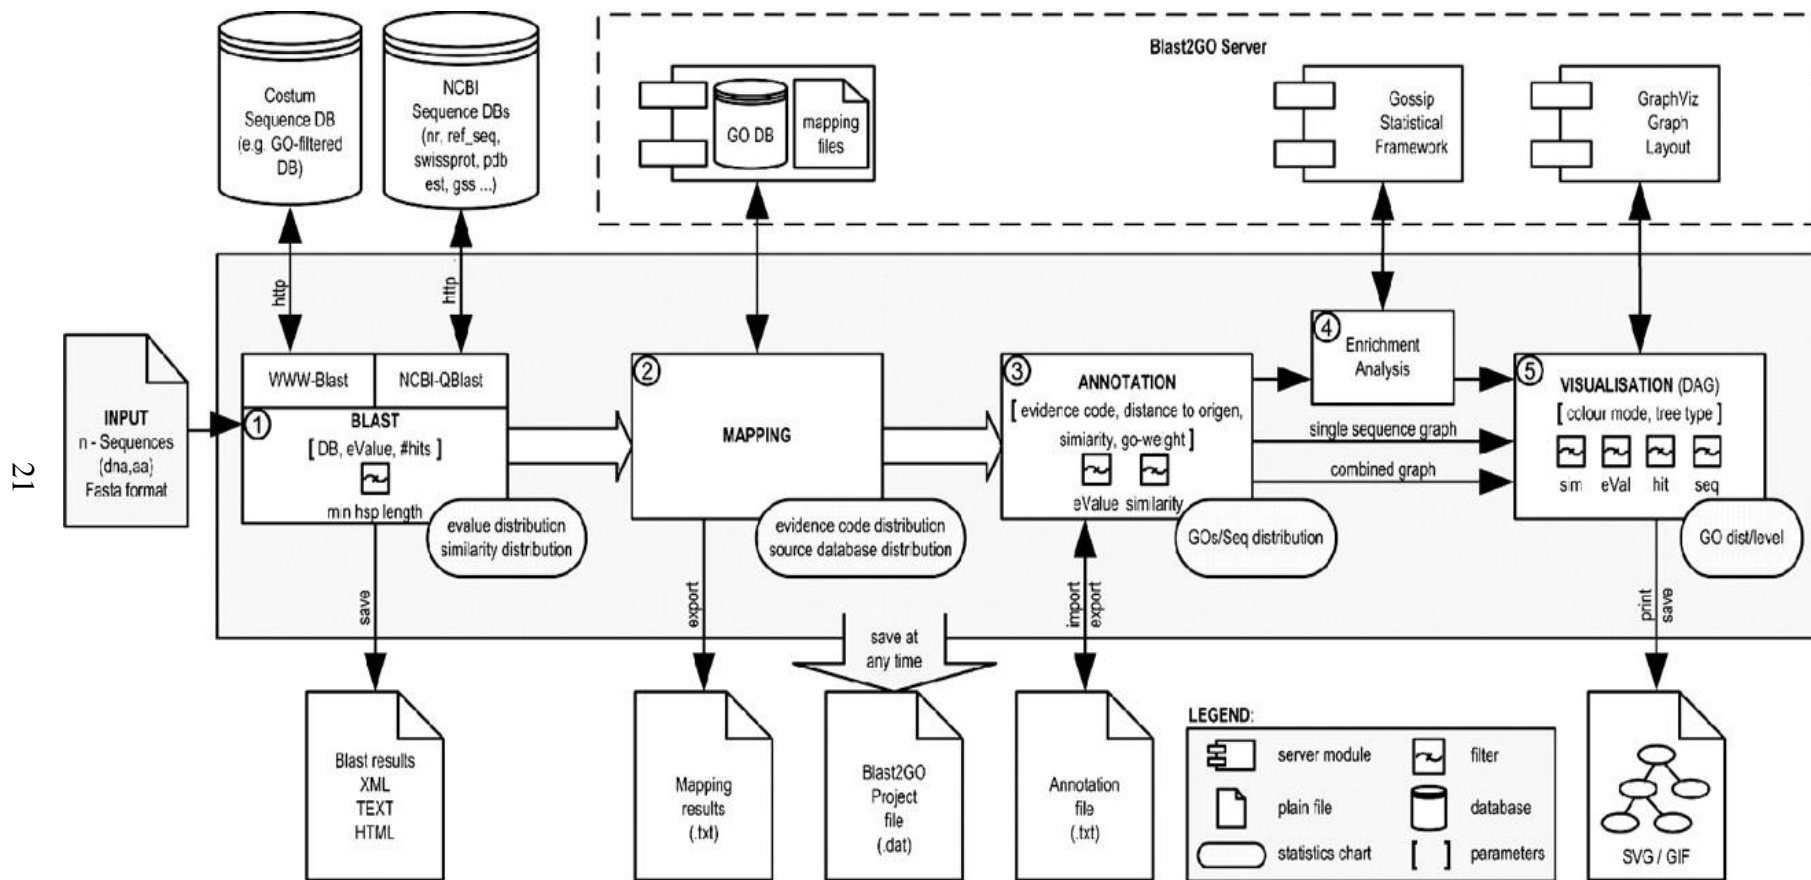 Costum
Sequence DB
(e.g. GO-filtered
DB)
NCBI
Sequence DBs
(nr, ref_seq,
swissprot, pdb
est, gss ...)
Blast2GO Server
GO DB
mapping
files
Gossip
Statistical
Framework
GraphViz
Graph
Layout
http
http
INPUT
n - Sequences
(dna,aa)
Fasta format
WWW-Blast
NCBI-QBlast
1
BLAST
[ DB, eValue, #hits ]
min hsp length
evalue distribution
similarity distribution
2
MAPPING
evidence code distribution
source database distribution
3
ANNOTATION
[ evidence code, distance to origen,
simiarity, go-weight ]
eValue similarity
GOs/Seq distribution
4
Enrichment
Analysis
single sequence graph
combined graph
5
VISUALISATION (DAG)
[ colour mode, tree type ]
sim eVal hit seq
GO dist/level
save
export
save at
any time
import
export
print
save
Blast results
XML
TEXT
HTML
Mapping
results
(.txt)
Blast2GO
Project
file
(.dat)
Annotation
file
(.txt)
LEGEND:
server module
filter
plain file
database
statistics chart
[ ] parameters
SVG / GIF
21